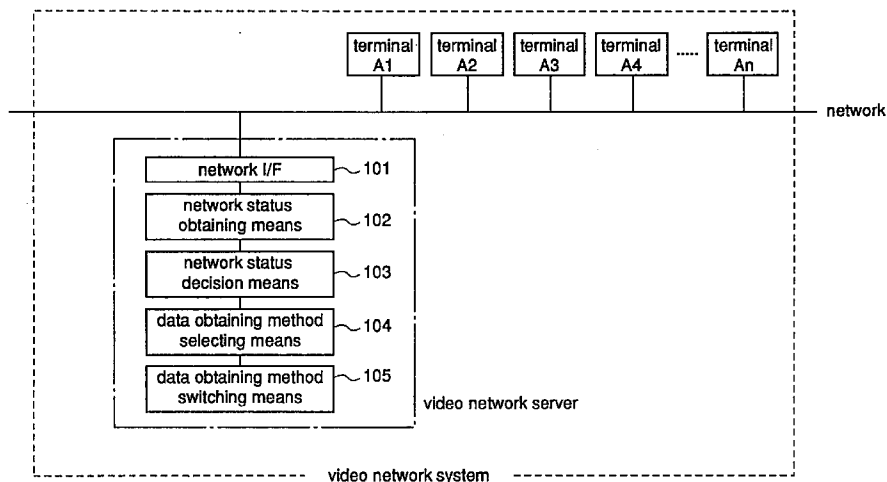 terminal A1
terminal A2
terminal A3
terminal A4
.....
terminal An
network
network I/F
101
network status
obtaining means
102
network status
decision means
103
data obtaining method
selecting means
104
data obtaining method
switching means
105
video network server
video network system